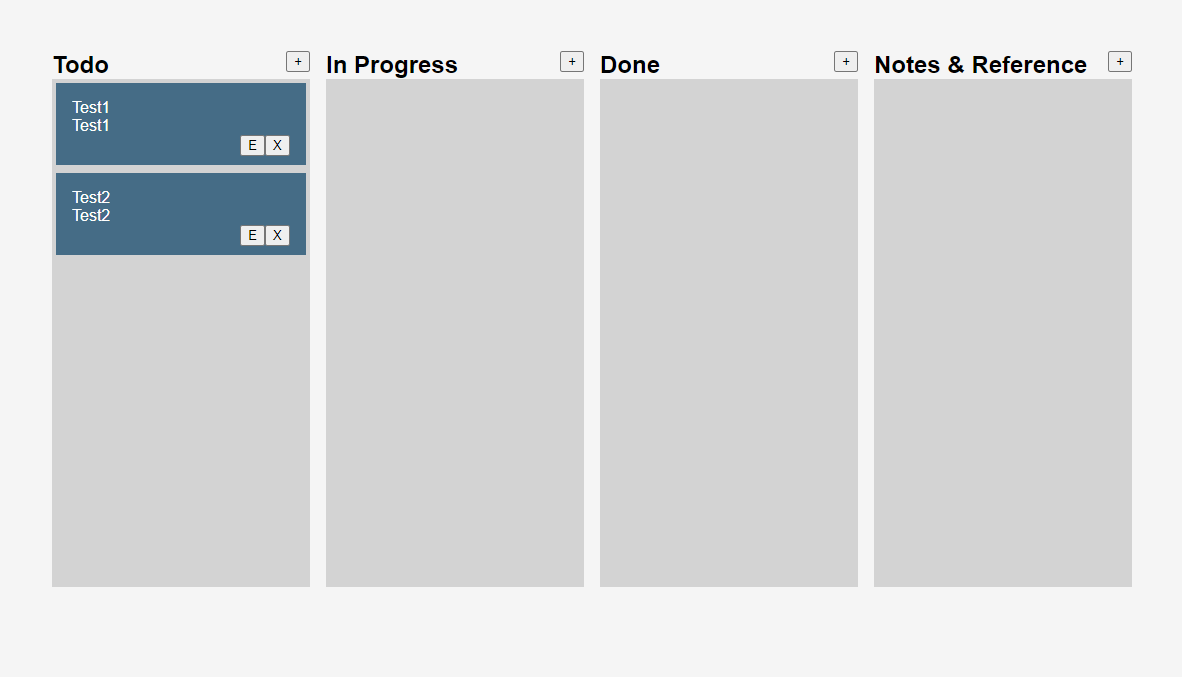 Todo +
In Progress +
Done +
Notes & Reference +
Test1
Test1
E X
Test2
Test2
E X